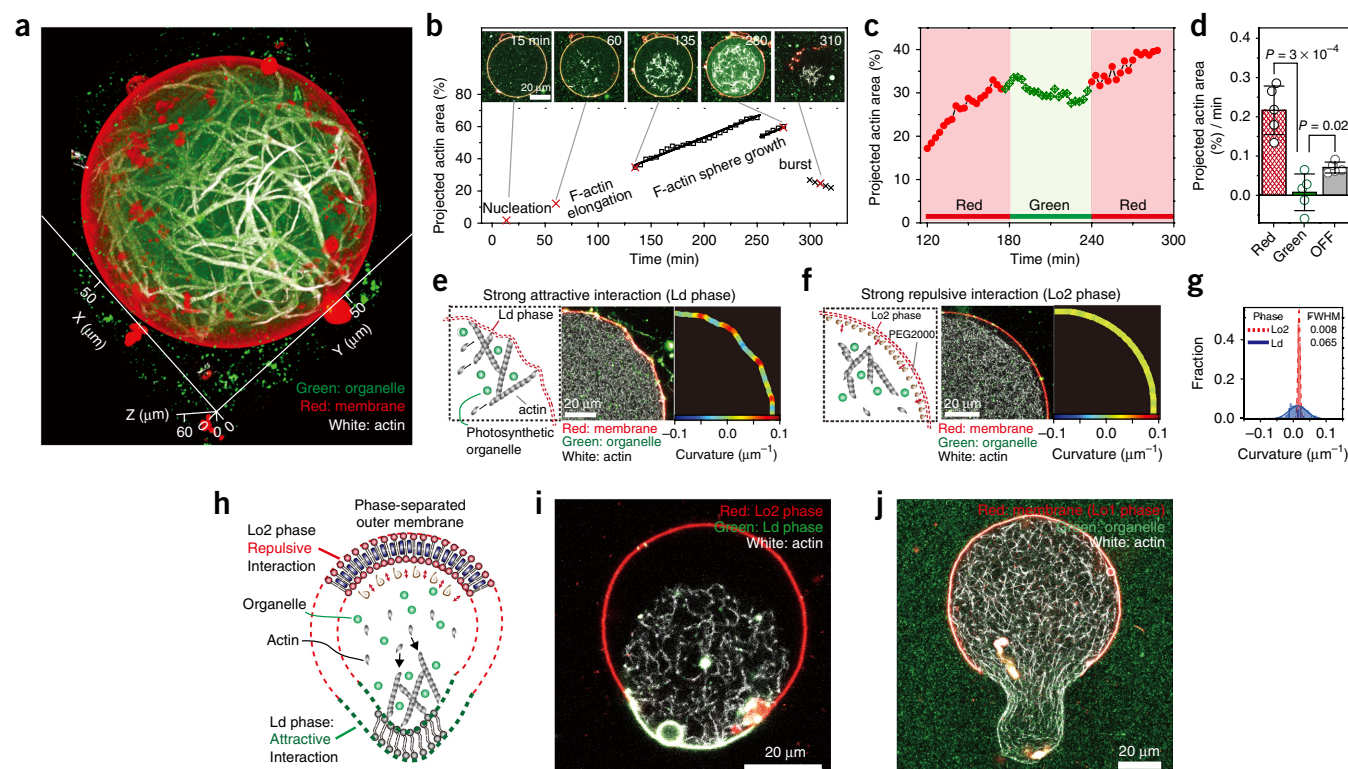 a
50
X (μm)
Z (μm)
60
0
0
0
Y (μm)
50
Green: organelle
Red: membrane
White: actin
b
15 min
60
135
280
310
20 μm
Projected actin area (%)
80
60
40
20
0
Nucleation
F-actin
elongation
F-actin sphere growth
burst
0
50
100
150
200
250
300
Time (min)
c
Projected actin area (%)
40
30
20
10
0
Red
Green
Red
120
180
240
300
Time (min)
d
P = 3 × 10⁻⁴
P = 0.02
Projected actin area
(%) / min
0.4
0.3
0.2
0.1
0.0
Red
Green
OFF
e
Strong attractive interaction (Ld phase)
Ld phase
actin
Photosynthetic
organelle
20 μm
Red: membrane
Green: organelle
White: actin
−0.1
0.0
0.1
Curvature (μm⁻¹)
f
Strong repulsive interaction (Lo2 phase)
Lo2 phase
PEG2000
20 μm
Red: membrane
Green: organelle
White: actin
−0.1
0.0
0.1
Curvature (μm⁻¹)
g
Phase FWHM
Lo2 0.008
Ld 0.065
Fraction
0.4
0.2
0.0
−0.1
0.0
0.1
Curvature (μm⁻¹)
h
Phase-separated
outer membrane
Lo2 phase
Repulsive
Interaction
Organelle
Actin
Ld phase:
Attractive
Interaction
i
Red: Lo2 phase
Green: Ld phase
White: actin
20 μm
j
Red: membrane (Lo1 phase)
Green: organelle
White: actin
20 μm